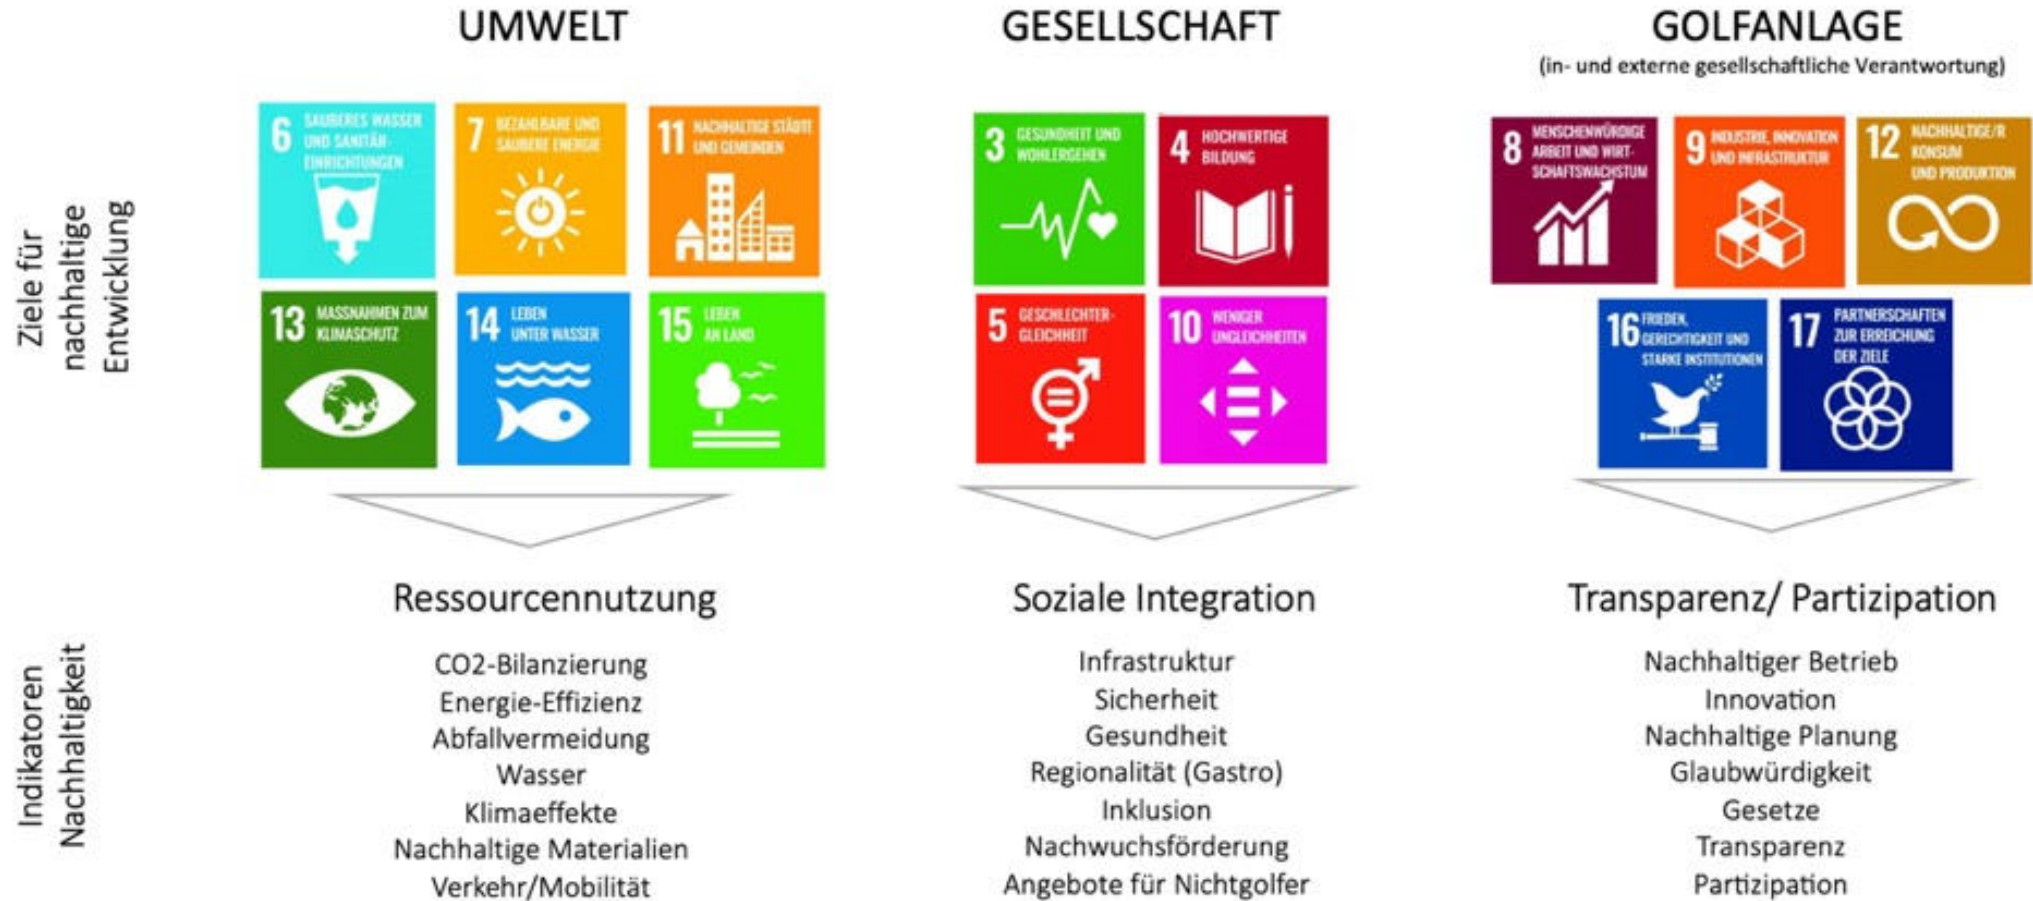 UMWELT
GESELLSCHAFT
GOLFANLAGE
(in- und externe gesellschaftliche Verantwortung)
Ziele für
nachhaltige
Entwicklung
6 SAUBERES WASSER
UND SANITÄR-
EINRICHTUNGEN
7 BEZAHLBARE UND
SAUBERE ENERGIE
11 NACHHALTIGE STÄDTE
UND GEMEINDEN
13 MASSNAHMEN ZUM
KLIMASCHUTZ
14 LEBEN
UNTER WASSER
15 LEBEN
AN LAND
3 GESUNDHEIT UND
WOHLERGEHEN
4 HOCHWERTIGE
BILDUNG
5 GESCHLECHTER-
GLEICHHEIT
10 WENIGER
UNGLEICHHEITEN
8 MENSCHENWÜRDIGE
ARBEIT UND WIRT-
SCHAFTSWACHSTUM
9 INDUSTRIE, INNOVATION
UND INFRASTRUKTUR
12 NACHHALTIGE/R
KONSUM
UND PRODUKTION
16 FRIEDEN,
GERECHTIGKEIT UND
STARKE INSTITUTIONEN
17 PARTNERSCHAFTEN
ZUR ERREICHUNG
DER ZIELE
Indikatoren
Nachhaltigkeit
Ressourcennutzung
CO2-Bilanzierung
Energie-Effizienz
Abfallvermeidung
Wasser
Klimaeffekte
Nachhaltige Materialien
Verkehr/Mobilität
Soziale Integration
Infrastruktur
Sicherheit
Gesundheit
Regionalität (Gastro)
Inklusion
Nachwuchsförderung
Angebote für Nichtgolfer
Transparenz/ Partizipation
Nachhaltiger Betrieb
Innovation
Nachhaltige Planung
Glaubwürdigkeit
Gesetze
Transparenz
Partizipation